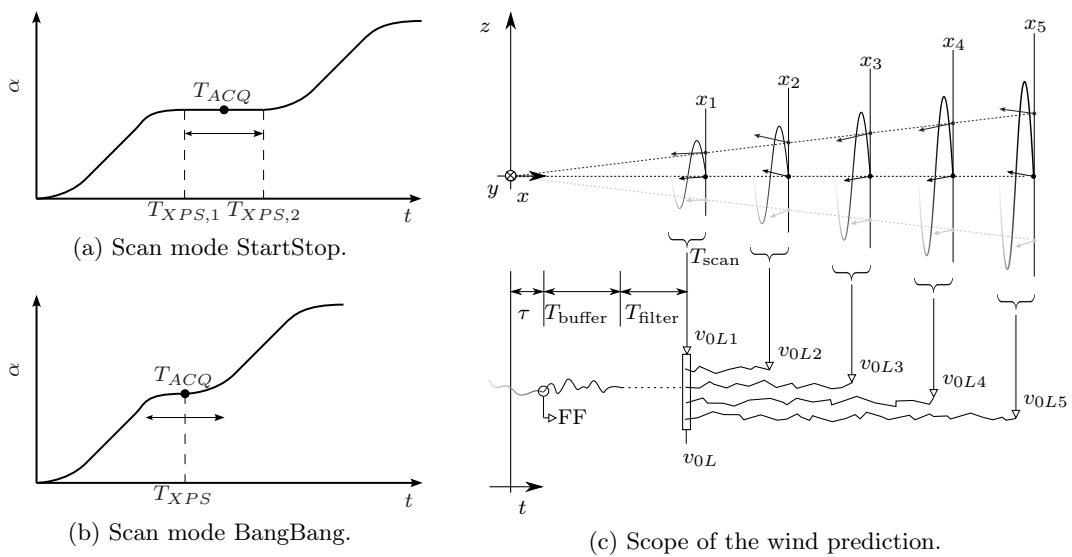 α
T_ACQ
T_XPS,1 T_XPS,2 t
(a) Scan mode StartStop.
α
T_ACQ
T_XPS t
(b) Scan mode BangBang.
z
x_1 x_2 x_3 x_4 x_5
y x
T_scan
τ T_buffer T_filter
v_0L1 v_0L2 v_0L3 v_0L4 v_0L5
FF
v_0L
t
(c) Scope of the wind prediction.